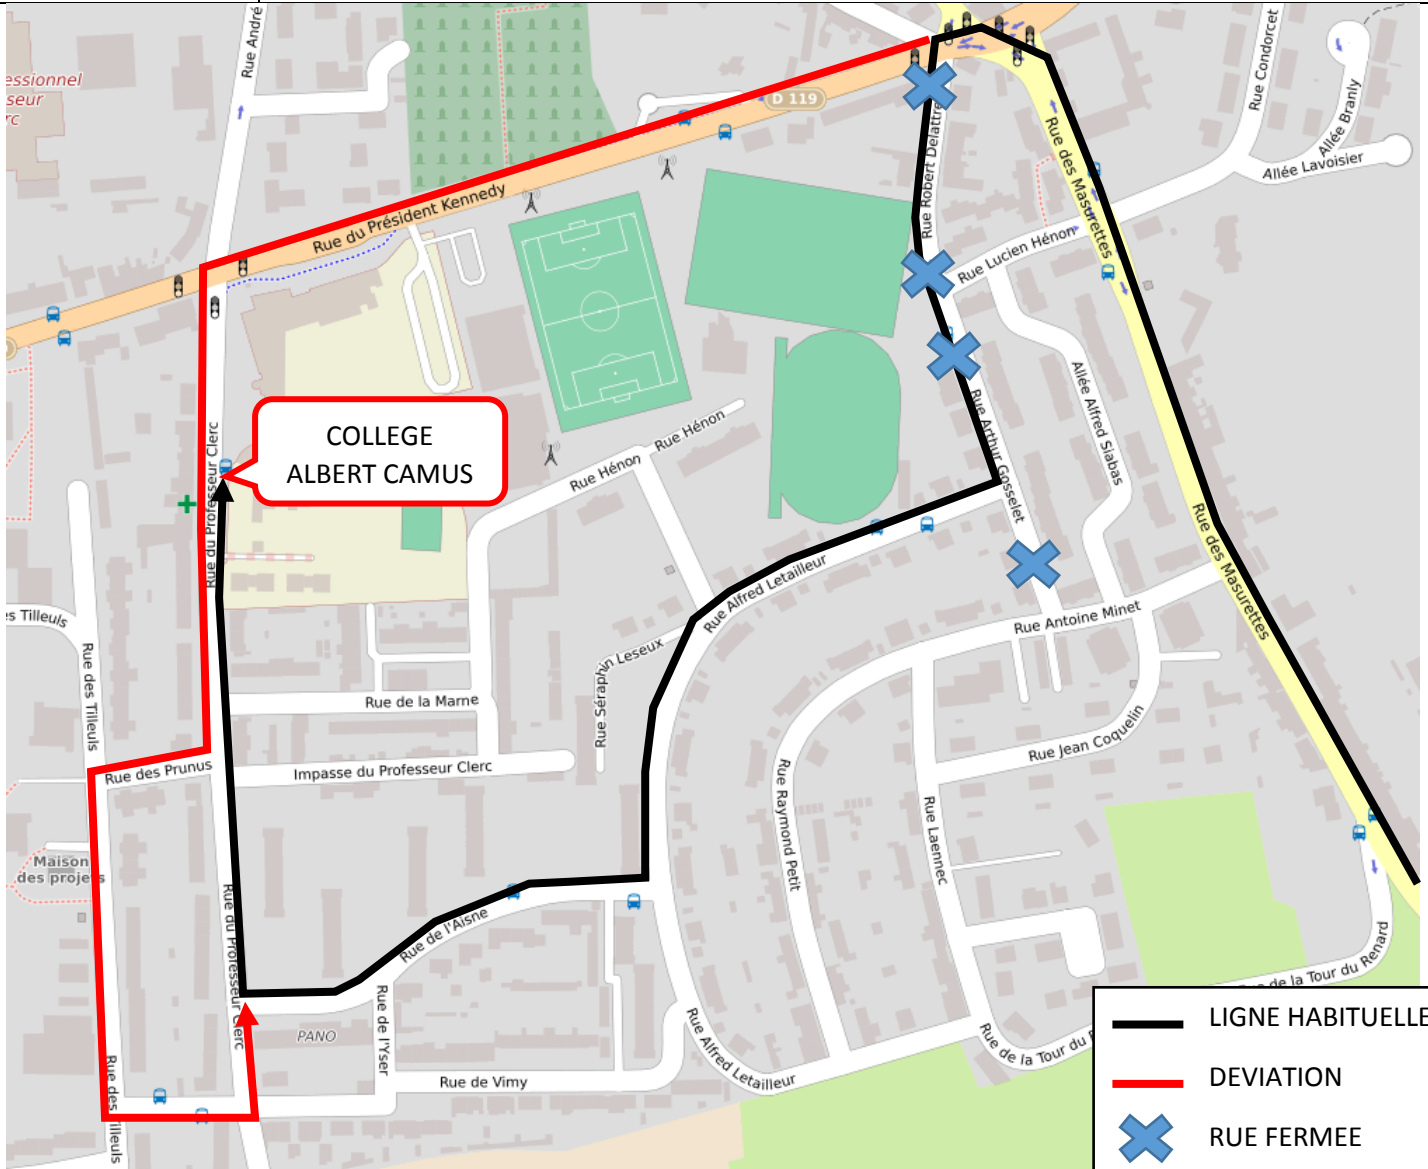 Rue André
essionnel
seur
rc
D 119
Rue Condorcet
Allée Branly
Allée Lavoisier
Rue des Masurettes
Rue Robert Delattre
Rue du Président Kennedy
Rue Lucien Hénon
Allée Alfred Siabas
Rue Arthur Gosselet
COLLEGE
ALBERT CAMUS
Rue Hénon
Rue Hénon
Rue du Professeur Clerc
Rue des Masurettes
Rue Alfred Letailleur
Rue Antoine Minet
es Tilleuls
Rue des Tilleuls
Rue Séraphin Leseux
Rue de la Marne
Rue Jean Coquelin
Rue des Prunus
Impasse du Professeur Clerc
Rue Raymond Petit
Rue Laennec
Maison
des projets
Rue du Professeur Clerc
Rue de l'Aisne
Rue de la Tour du Renard
PANO
Rue de l'Yser
Rue de Vimy
Rue Alfred Letailleur
Rue de la Tour du
Rue des Tilleuls
LIGNE HABITUELLE
DEVIATION
RUE FERMEE